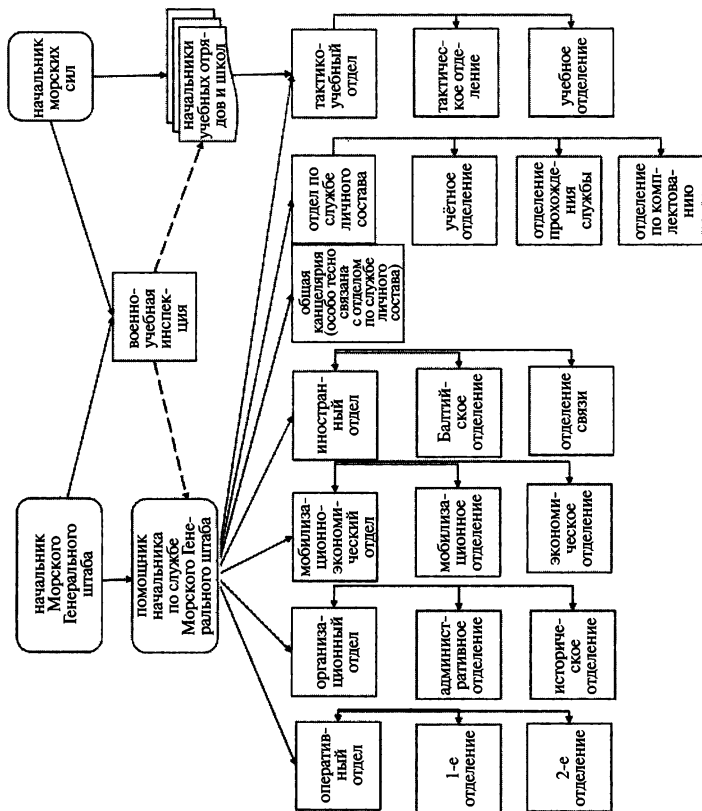 начальник
Морского
Генерального
штаба
начальник
морских
сил
военно-
учебная
инспек-
ция
помощник
начальника
по службе
Морского Гене-
рального штаба
начальники
учебных отря-
дов и школ
оператив-
ный
отдел
1-е
отделение
2-е
отделение
организа-
ционный
отдел
админист-
ративное
отделение
историче-
ское
отделение
мобилиза-
ционно-
экономи-
ческий
отдел
мобилиза-
ционное
отделение
экономи-
ческое
отделение
иностран-
ный
отдел
Балтий-
ское
отделение
отделение
связи
общая
канцелярия
(особо тесно
связана
с отделом
по службе
личного
состава)
отдел по
службе
личного
состава
учётное
отделение
отделение
прохожде-
ния
службы
отделение
по комп-
лектова-
нию
тактико-
учебный
отдел
тактичес-
кое отде-
ление
учебное
отделение